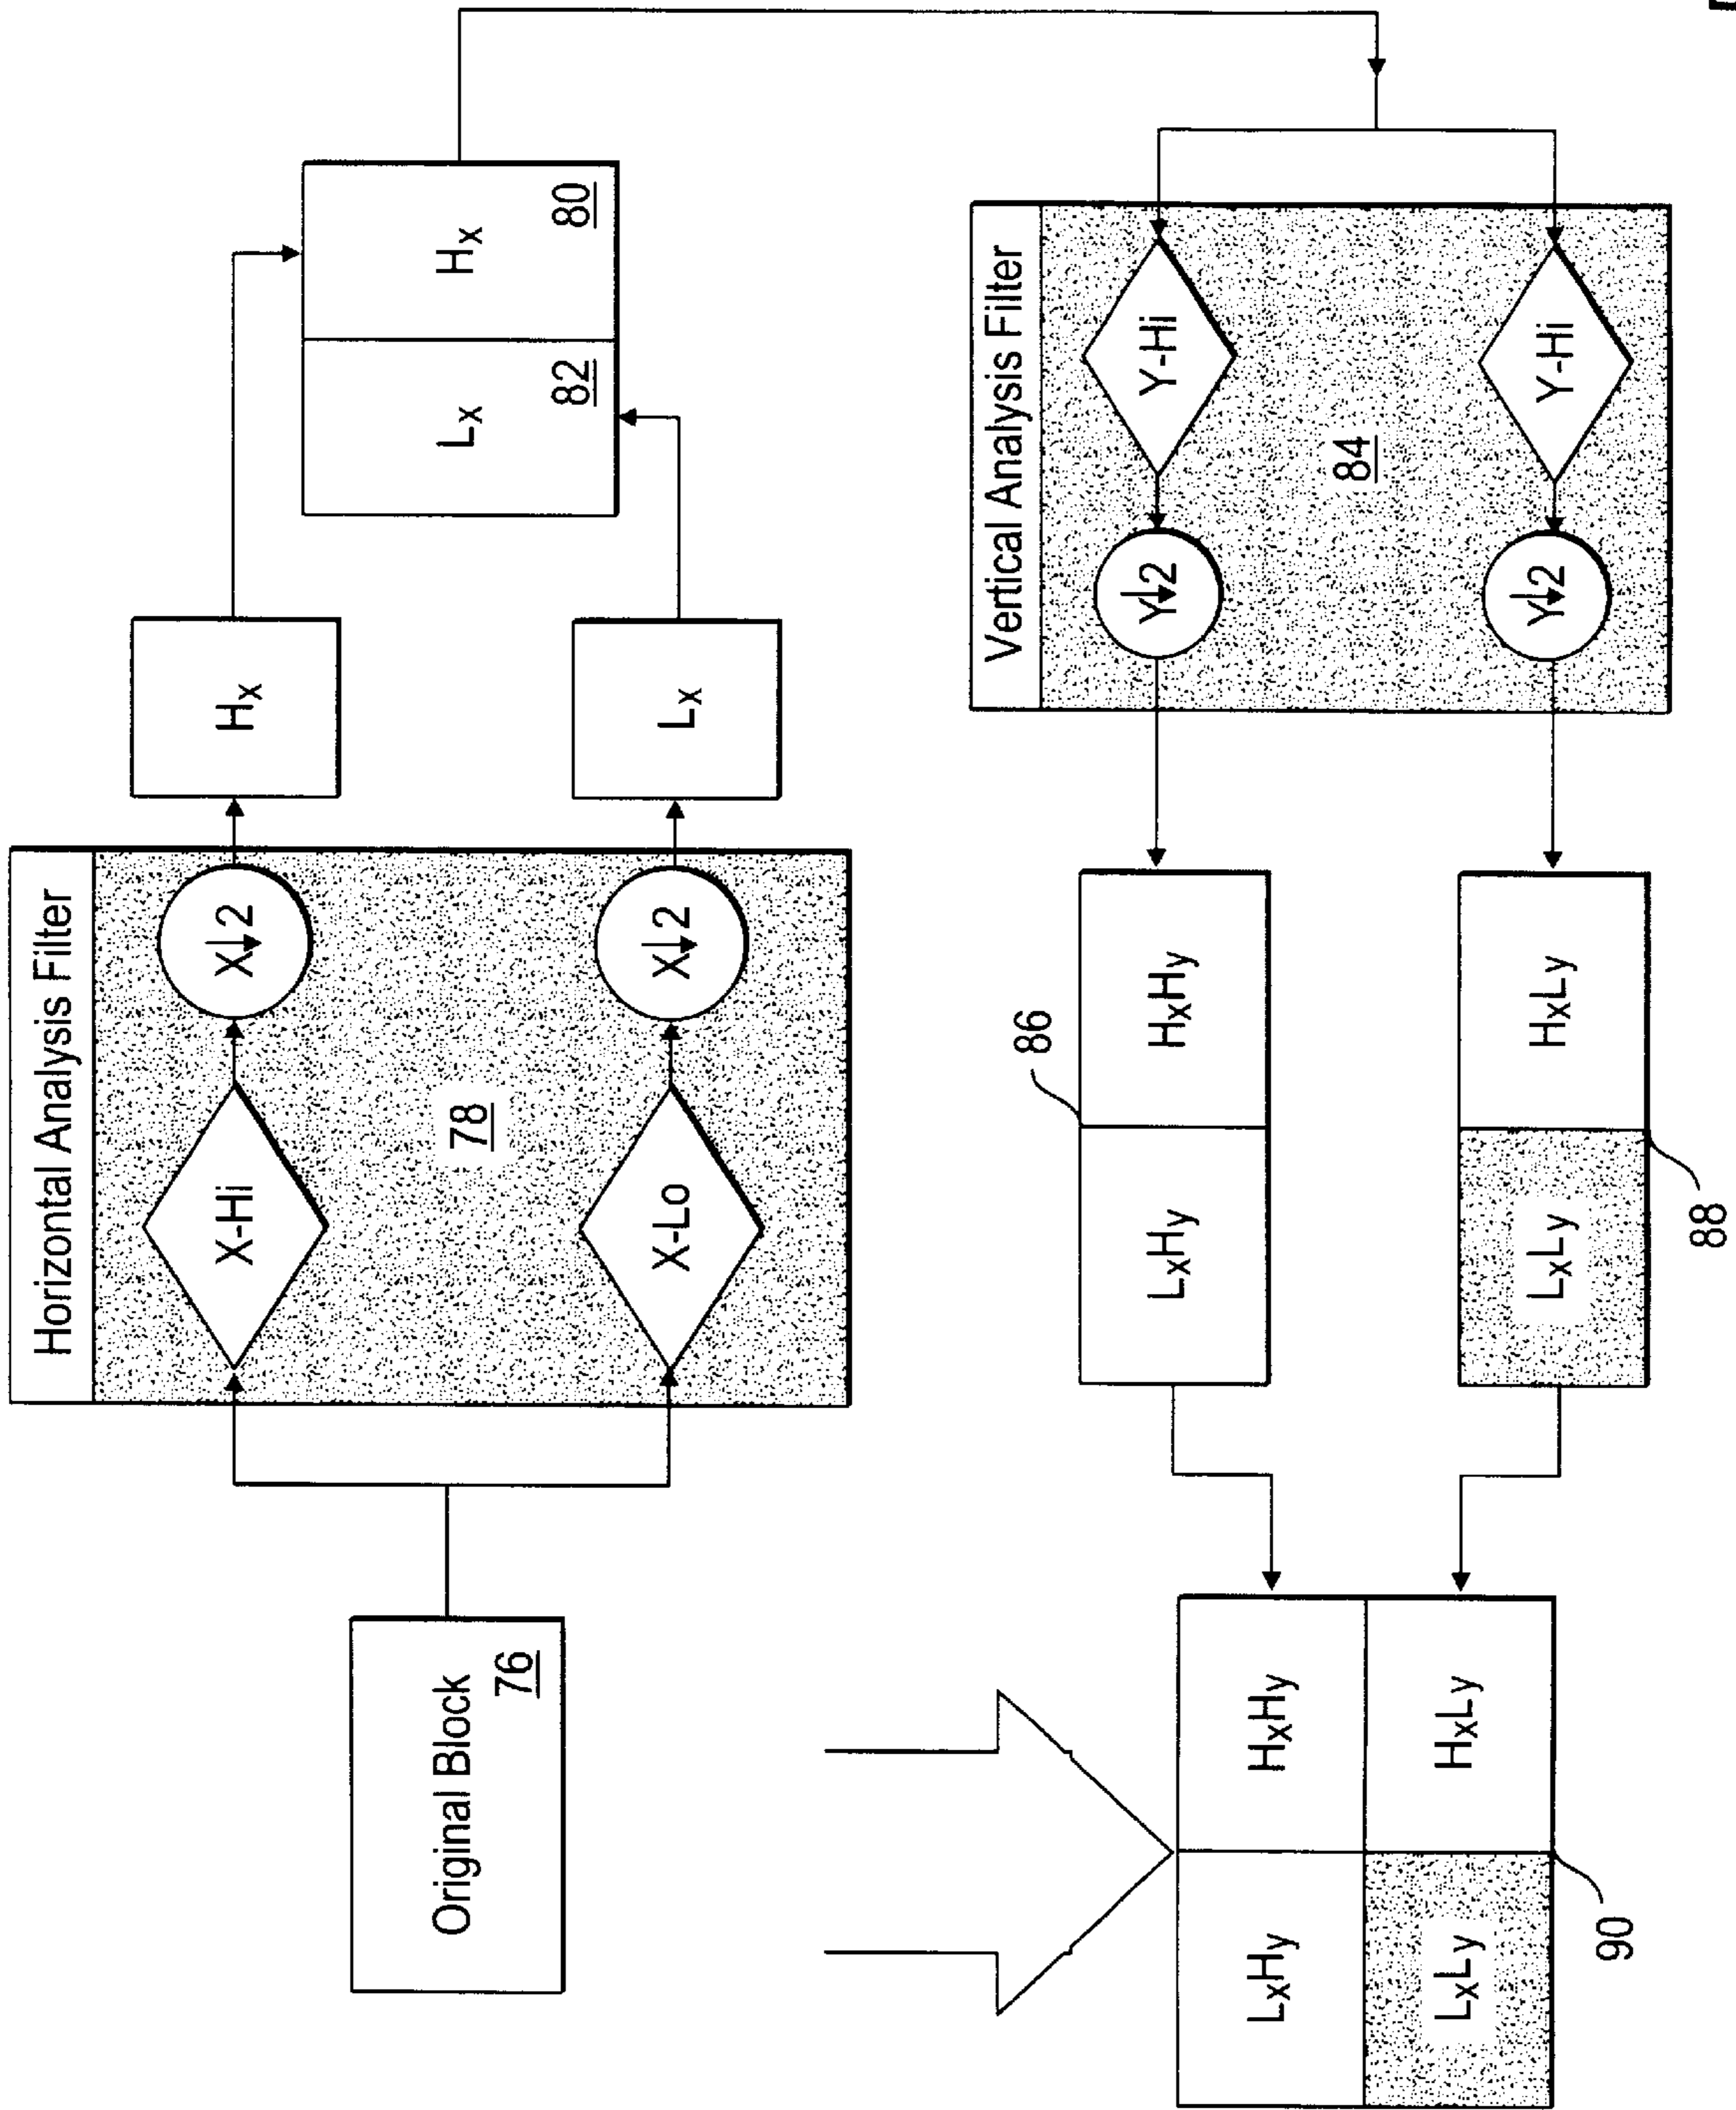 Original Block
76
Horizontal Analysis Filter
X-Hi
X↓2
78
X-Lo
X↓2
Hx
Lx
Lx
82
Hx
80
Vertical Analysis Filter
Y-Hi
Y↓2
84
Y-Hi
Y↓2
86
LxHy
HxHy
LxLy
HxLy
88
LxHy
HxHy
LxLy
HxLy
90